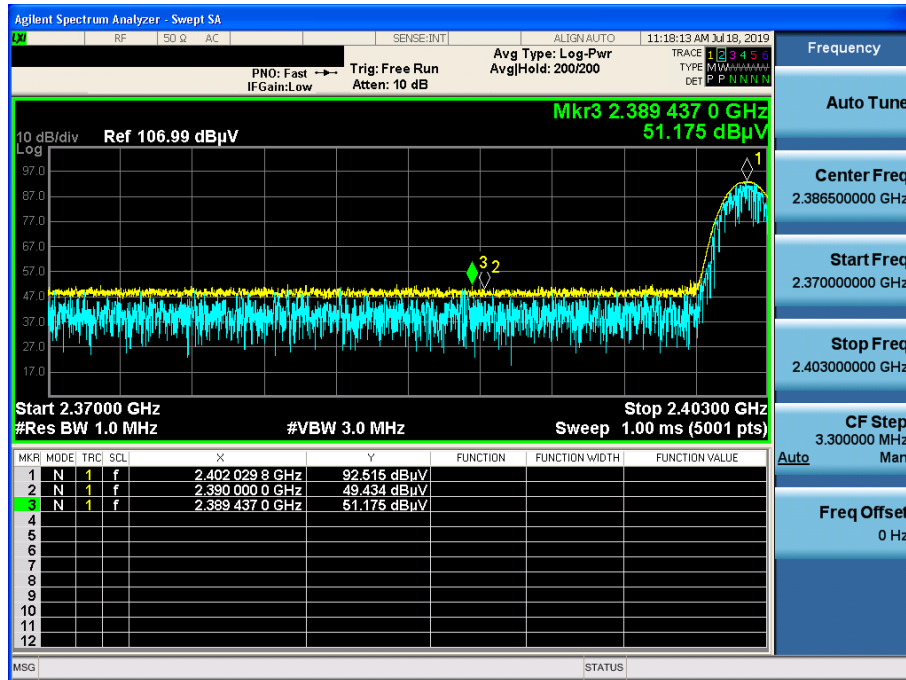 Agilent Spectrum Analyzer - Swept SA
LXI RF 50 Ω AC SENSE:INT ALIGN AUTO 11:18:13 AM Jul 18, 2019
PNO: Fast Trig: Free Run Avg Type: Log-Pwr TRACE 1 2 3 4 5 6
IFGain:Low Atten: 10 dB Avg|Hold: 200/200 TYPE
DET P P N N N N
Frequency
Mkr3 2.389 437 0 GHz
51.175 dBµV
10 dB/div Ref 106.99 dBµV
Log
97.0
87.0
77.0
67.0
57.0
47.0
37.0
27.0
17.0
1
3 2
Start 2.37000 GHz Stop 2.40300 GHz
#Res BW 1.0 MHz #VBW 3.0 MHz Sweep 1.00 ms (5001 pts)
MKR MODE TRC SCL X Y FUNCTION FUNCTION WIDTH FUNCTION VALUE
1 N 1 f 2.402 029 8 GHz 92.515 dBµV
2 N 1 f 2.390 000 0 GHz 49.434 dBµV
3 N 1 f 2.389 437 0 GHz 51.175 dBµV
4
5
6
7
8
9
10
11
12
MSG STATUS
Auto Tune
Center Freq
2.386500000 GHz
Start Freq
2.370000000 GHz
Stop Freq
2.403000000 GHz
CF Step
3.300000 MHz
Auto Man
Freq Offset
0 Hz